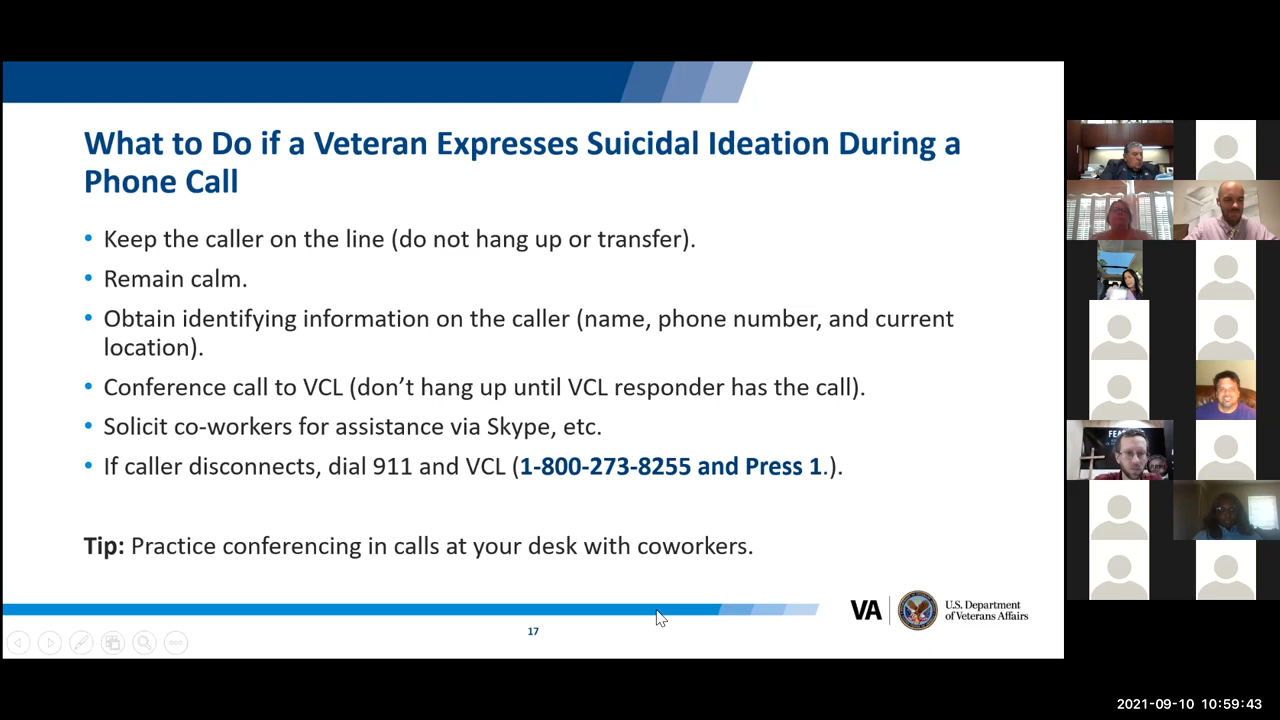 What to Do if a Veteran Expresses Suicidal Ideation During a
Phone Call
• Keep the caller on the line (do not hang up or transfer).
• Remain calm.
• Obtain identifying information on the caller (name, phone number, and current
location).
• Conference call to VCL (don’t hang up until VCL responder has the call).
• Solicit co-workers for assistance via Skype, etc.
• If caller disconnects, dial 911 and VCL (1-800-273-8255 and Press 1.).
Tip: Practice conferencing in calls at your desk with coworkers.
VA
U.S. Department
of Veterans Affairs
17
2021-09-10 10:59:43